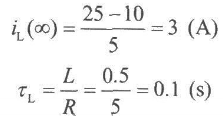 i_L(∞) = (25 − 10)/5 = 3 (A)
τ_L = L/R = 0.5/5 = 0.1 (s)